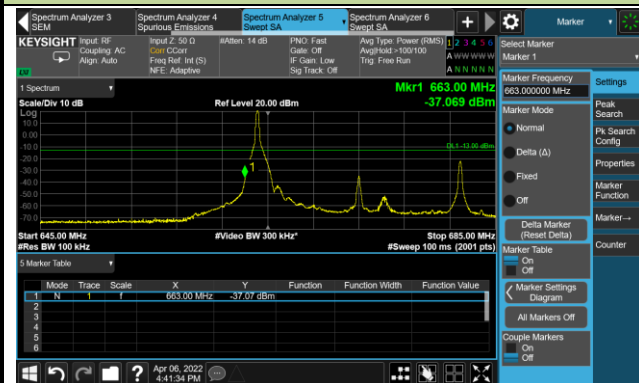 Spectrum Analyzer 3
SEM
Spectrum Analyzer 4
Spurious Emissions
Spectrum Analyzer 5
Swept SA
Spectrum Analyzer 6
Swept SA
Marker
KEYSIGHT
Input: RF
Coupling: AC
Align: Auto
Input Z: 50 Ω
Corr CCorr
Freq Ref: Int (S)
NFE: Adaptive
#Atten: 14 dB
PNO: Fast
Gate: Off
IF Gain: Low
Sig Track: Off
Avg Type: Power (RMS)
Avg|Hold:>100/100
Trig: Free Run
1 2 3 4 5 6
A W W W W W
A N N N N N
LW
Select Marker
Marker 1
1 Spectrum
Scale/Div 10 dB
Ref Level 20.00 dBm
Mkr1 663.00 MHz
-37.069 dBm
Log
10.0
0.00
-10.0
-20.0
-30.0
-40.0
-50.0
-60.0
-70.0
DL1 -13.00 dBm
1
Start 645.00 MHz
#Video BW 300 kHz*
Stop 685.00 MHz
#Res BW 100 kHz
#Sweep 100 ms (2001 pts)
5 Marker Table
Mode Trace Scale X Y Function Function Width Function Value
1 N 1 f 663.00 MHz -37.07 dBm
2
3
4
5
6
Marker Frequency
663.000000 MHz
Marker Mode
Normal
Delta (Δ)
Fixed
Off
Delta Marker
(Reset Delta)
Marker Table
On
Off
Marker Settings
Diagram
All Markers Off
Couple Markers
On
Off
Settings
Peak
Search
Pk Search
Config
Properties
Marker
Function
Marker→
Counter
Apr 06, 2022
4:41:34 PM